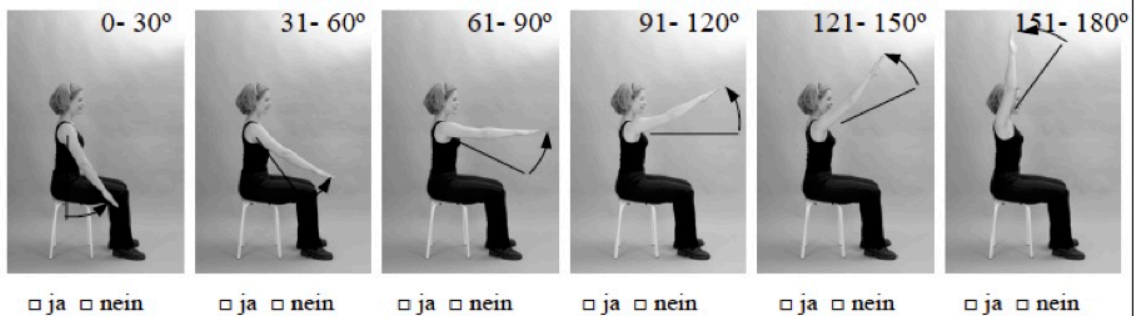 0- 30º 31- 60º 61- 90º 91- 120º 121- 150º 151- 180º
□ ja □ nein □ ja □ nein □ ja □ nein □ ja □ nein □ ja □ nein □ ja □ nein